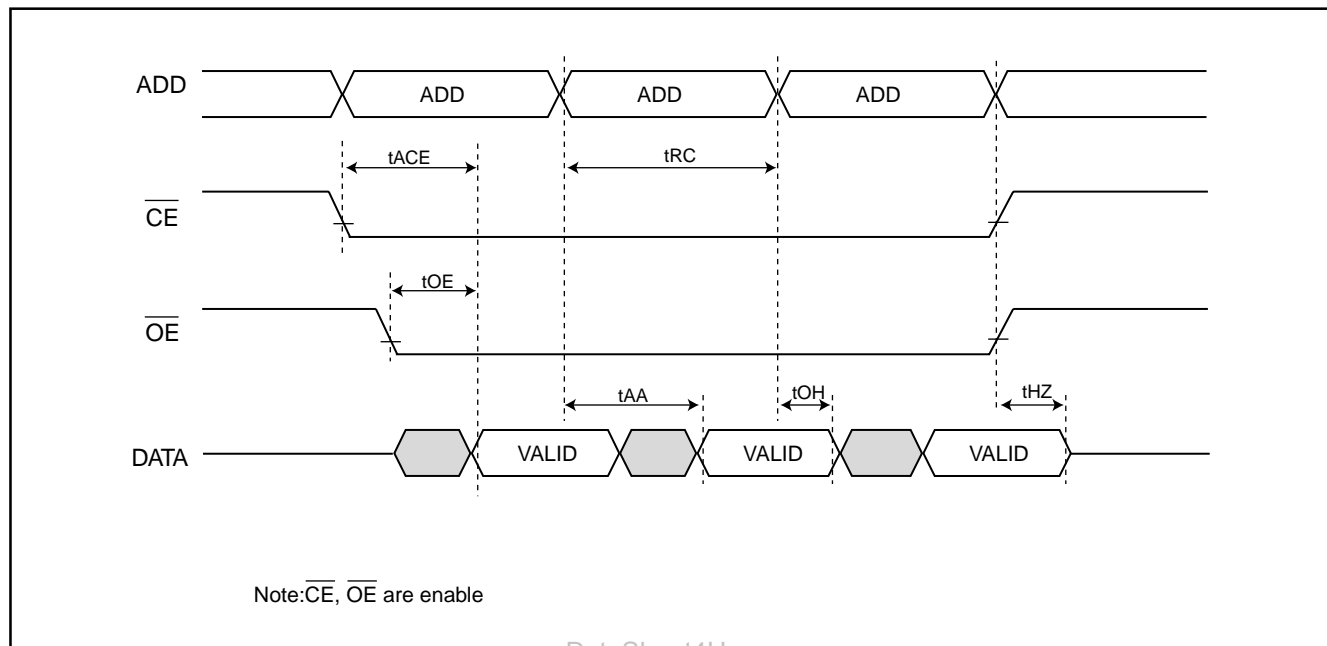 ADD ADD ADD ADD
tACE tRC
CE
tOE
OE
tAA tOH tHZ
DATA VALID VALID VALID
Note:CE, OE are enable